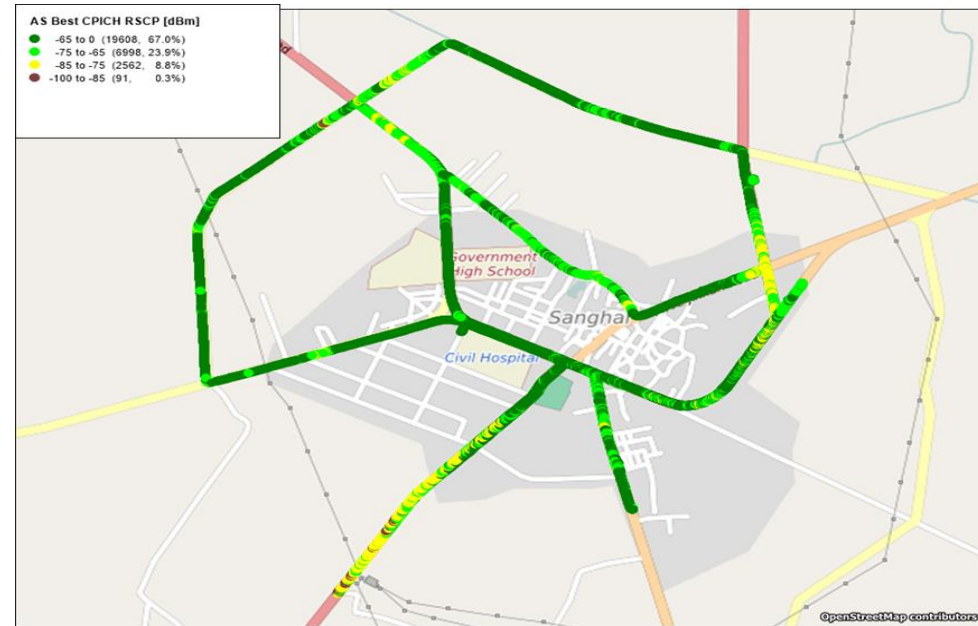 AS Best CPICH RSCP [dBm]
-65 to 0 (19608, 67.0%)
-75 to -65 (6998, 23.9%)
-85 to -75 (2562, 8.8%)
-100 to -85 (91, 0.3%)
Government
High School
Sanghar
Civil Hospital
OpenStreetMap contributors